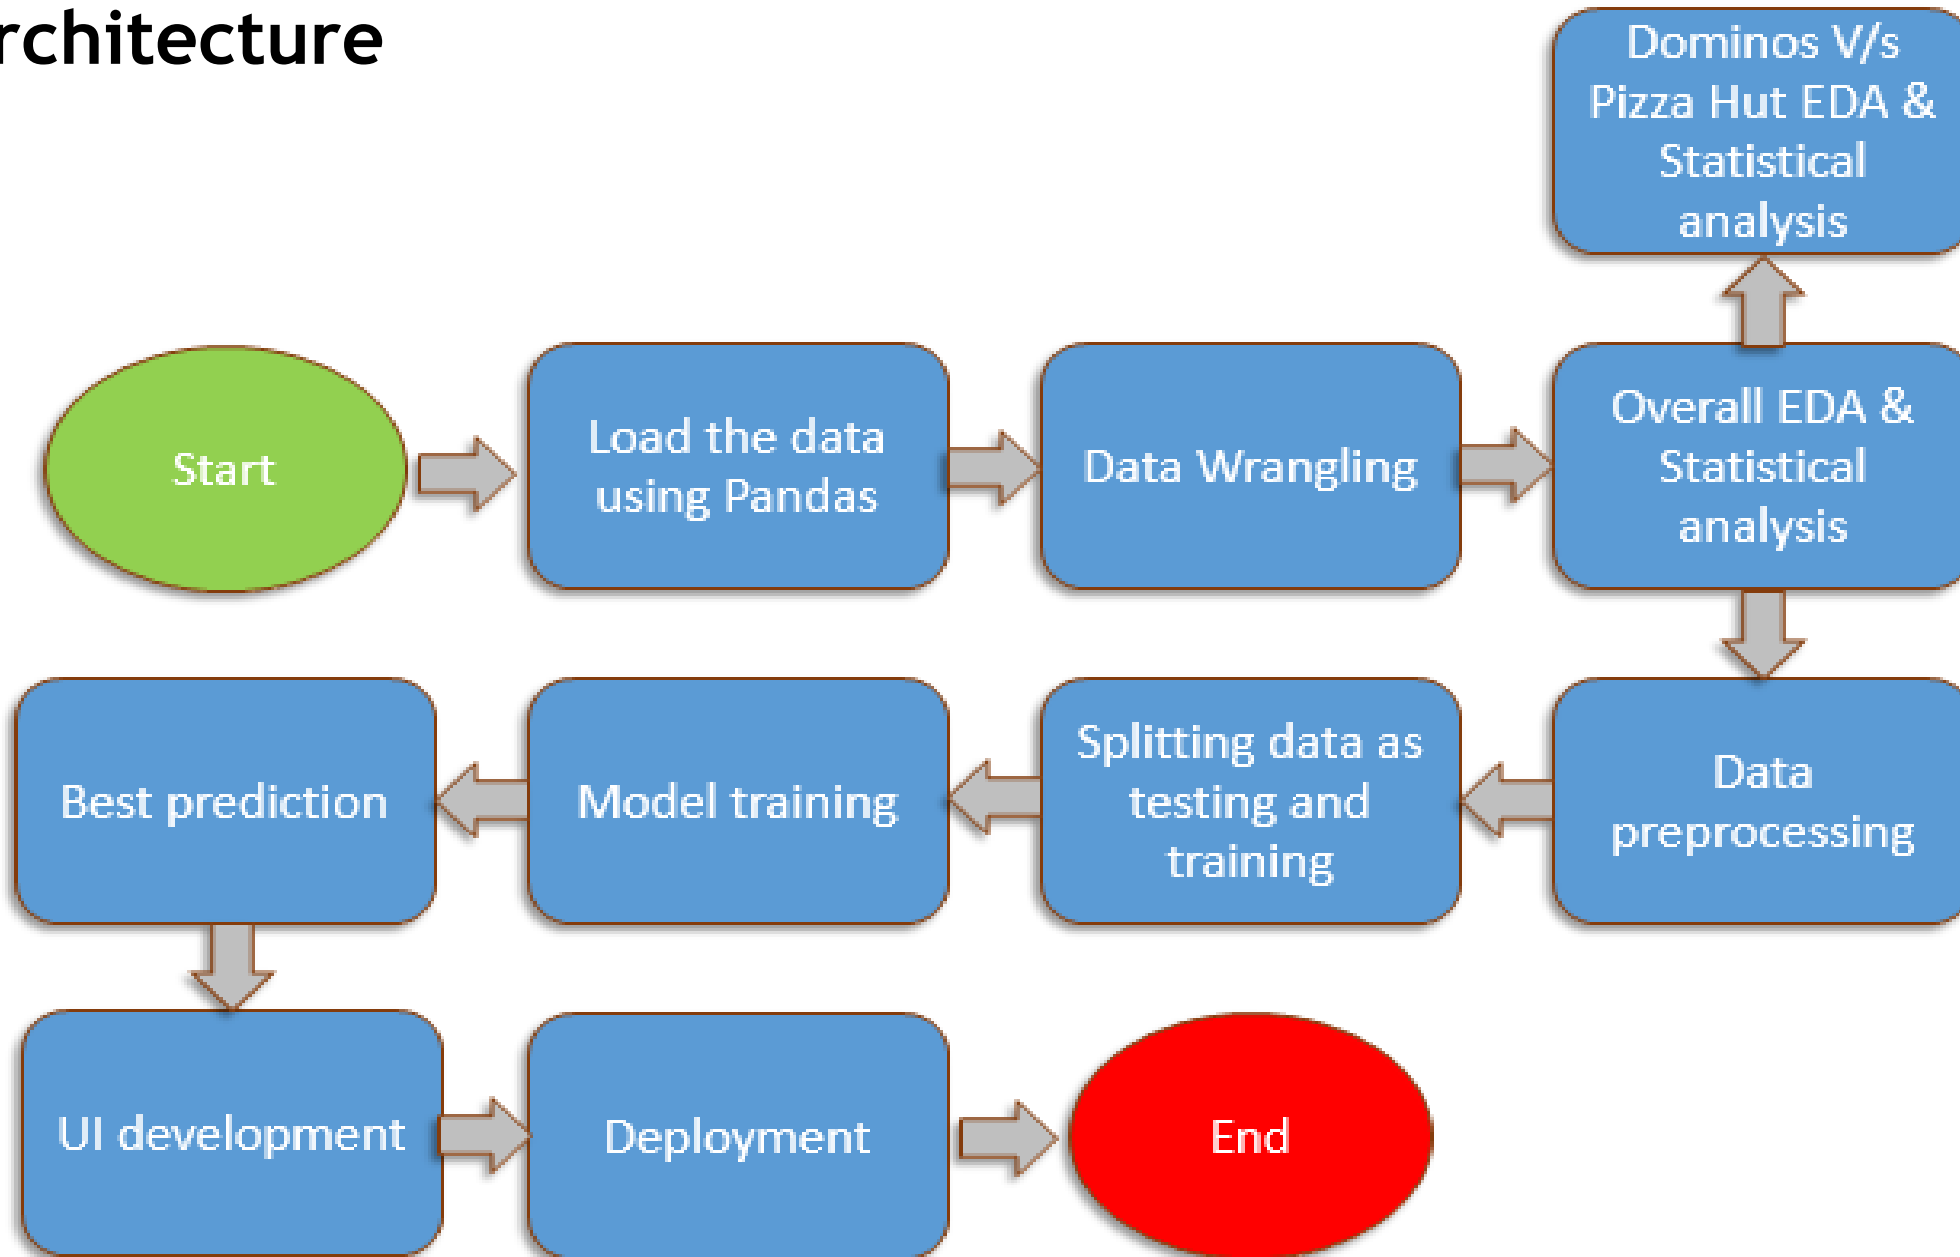 rchitecture
Dominos V/s
Pizza Hut EDA &
Statistical
analysis
Start
Load the data
using Pandas
Data Wrangling
Overall EDA &
Statistical
analysis
Best prediction
Model training
Splitting data as
testing and
training
Data
preprocessing
UI development
Deployment
End